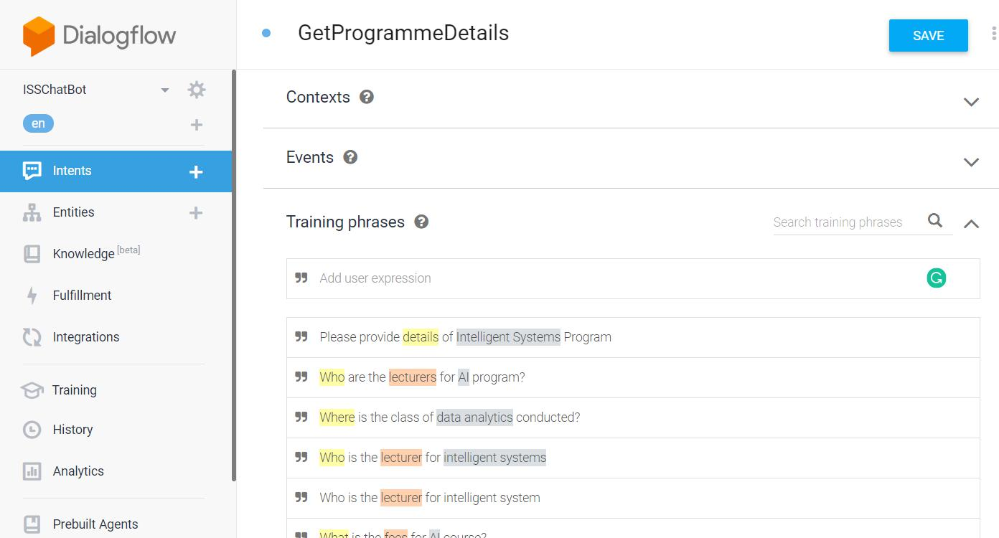 Dialogflow
GetProgrammeDetails
SAVE
ISSChatBot
en
Intents
Entities
Knowledge [beta]
Fulfillment
Integrations
Training
History
Analytics
Prebuilt Agents
Contexts
Events
Training phrases
Search training phrases
Add user expression
Please provide details of Intelligent Systems Program
Who are the lecturers for AI program?
Where is the class of data analytics conducted?
Who is the lecturer for intelligent systems
Who is the lecturer for intelligent system
What is the fees for AI course?